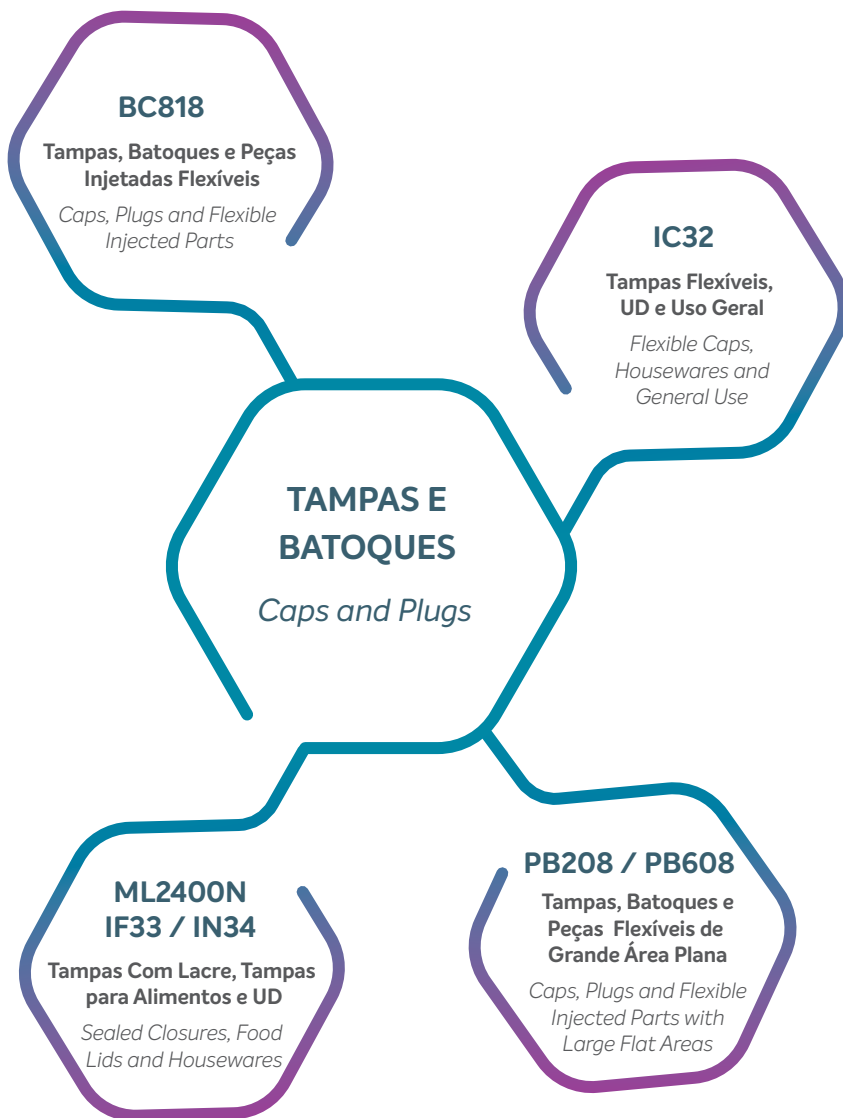 BC818
Tampas, Batoques e Peças
Injetadas Flexíveis
Caps, Plugs and Flexible
Injected Parts
IC32
Tampas Flexíveis,
UD e Uso Geral
Flexible Caps,
Housewares and
General Use
TAMPAS E
BATOQUES
Caps and Plugs
ML2400N
IF33 / IN34
Tampas Com Lacre, Tampas
para Alimentos e UD
Sealed Closures, Food
Lids and Housewares
PB208 / PB608
Tampas, Batoques e
Peças Flexíveis de
Grande Área Plana
Caps, Plugs and Flexible
Injected Parts with
Large Flat Areas